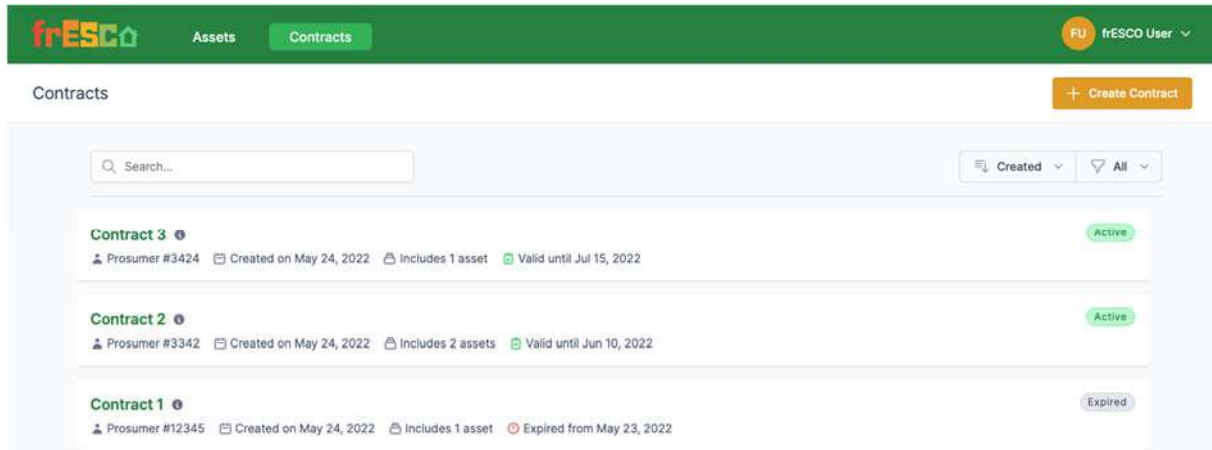 frESCO Assets Contracts FU frESCO User
Contracts + Create Contract
Search... Created All
Contract 3 Active
Prosumer #3424 Created on May 24, 2022 Includes 1 asset Valid until Jul 15, 2022
Contract 2 Active
Prosumer #3342 Created on May 24, 2022 Includes 2 assets Valid until Jun 10, 2022
Contract 1 Expired
Prosumer #12345 Created on May 24, 2022 Includes 1 asset Expired from May 23, 2022